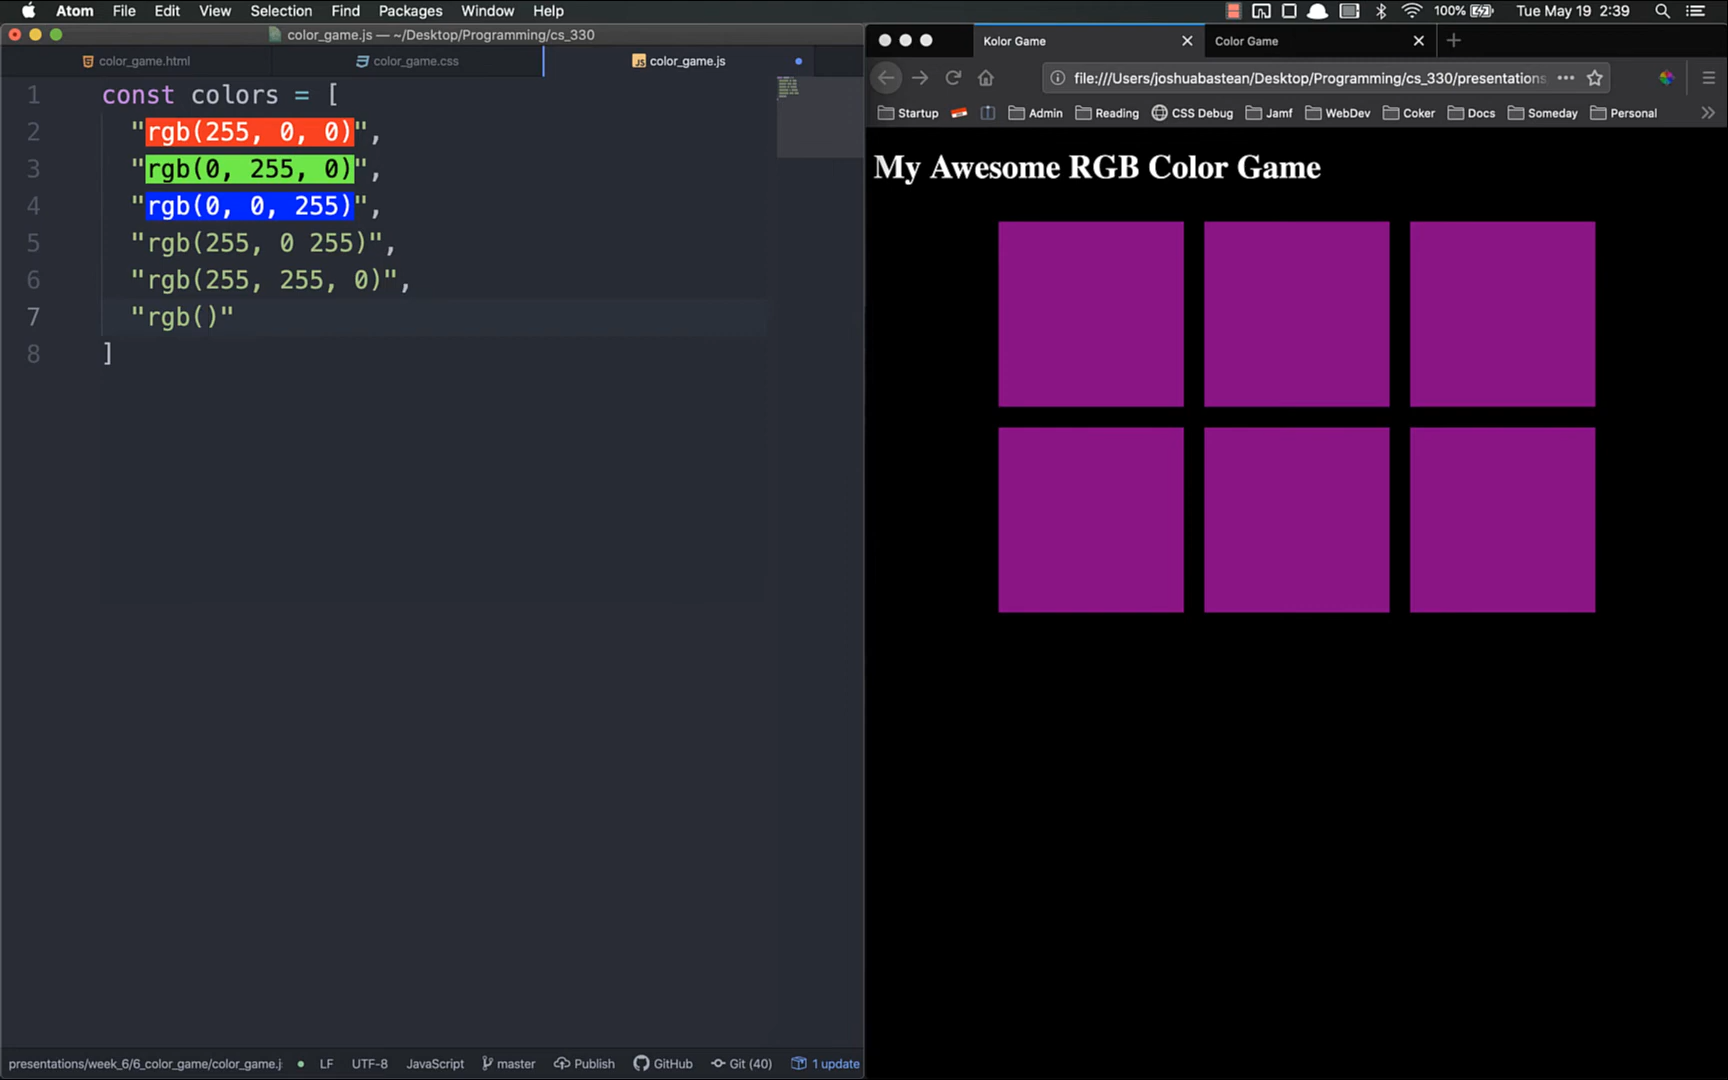 Atom File Edit View Selection Find Packages Window Help 100% Tue May 19 2:39
color_game.js — ~/Desktop/Programming/cs_330
color_game.html color_game.css color_game.js
1 const colors = [
2 "rgb(255, 0, 0)",
3 "rgb(0, 255, 0)",
4 "rgb(0, 0, 255)",
5 "rgb(255, 0 255)",
6 "rgb(255, 255, 0)",
7 "rgb()"
8 ]
presentations/week_6/6_color_game/color_game.js LF UTF-8 JavaScript master Publish GitHub Git (40) 1 update
Kolor Game Color Game
file:///Users/joshuabastean/Desktop/Programming/cs_330/presentations
Startup Admin Reading CSS Debug Jamf WebDev Coker Docs Someday Personal
My Awesome RGB Color Game